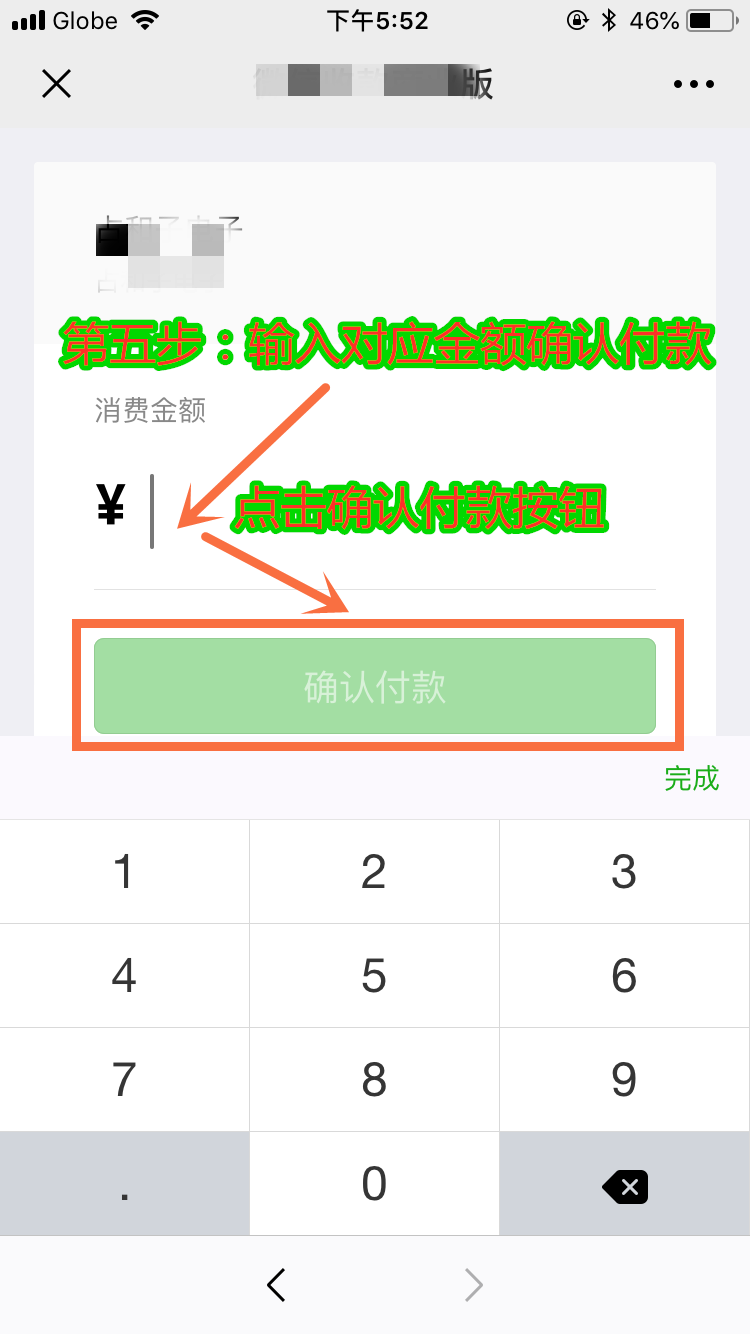 Globe
下午5:52
46%
版
第五步：输入对应金额确认付款
消费金额
¥
点击确认付款按钮
确认付款
完成
1 2 3
4 5 6
7 8 9
. 0